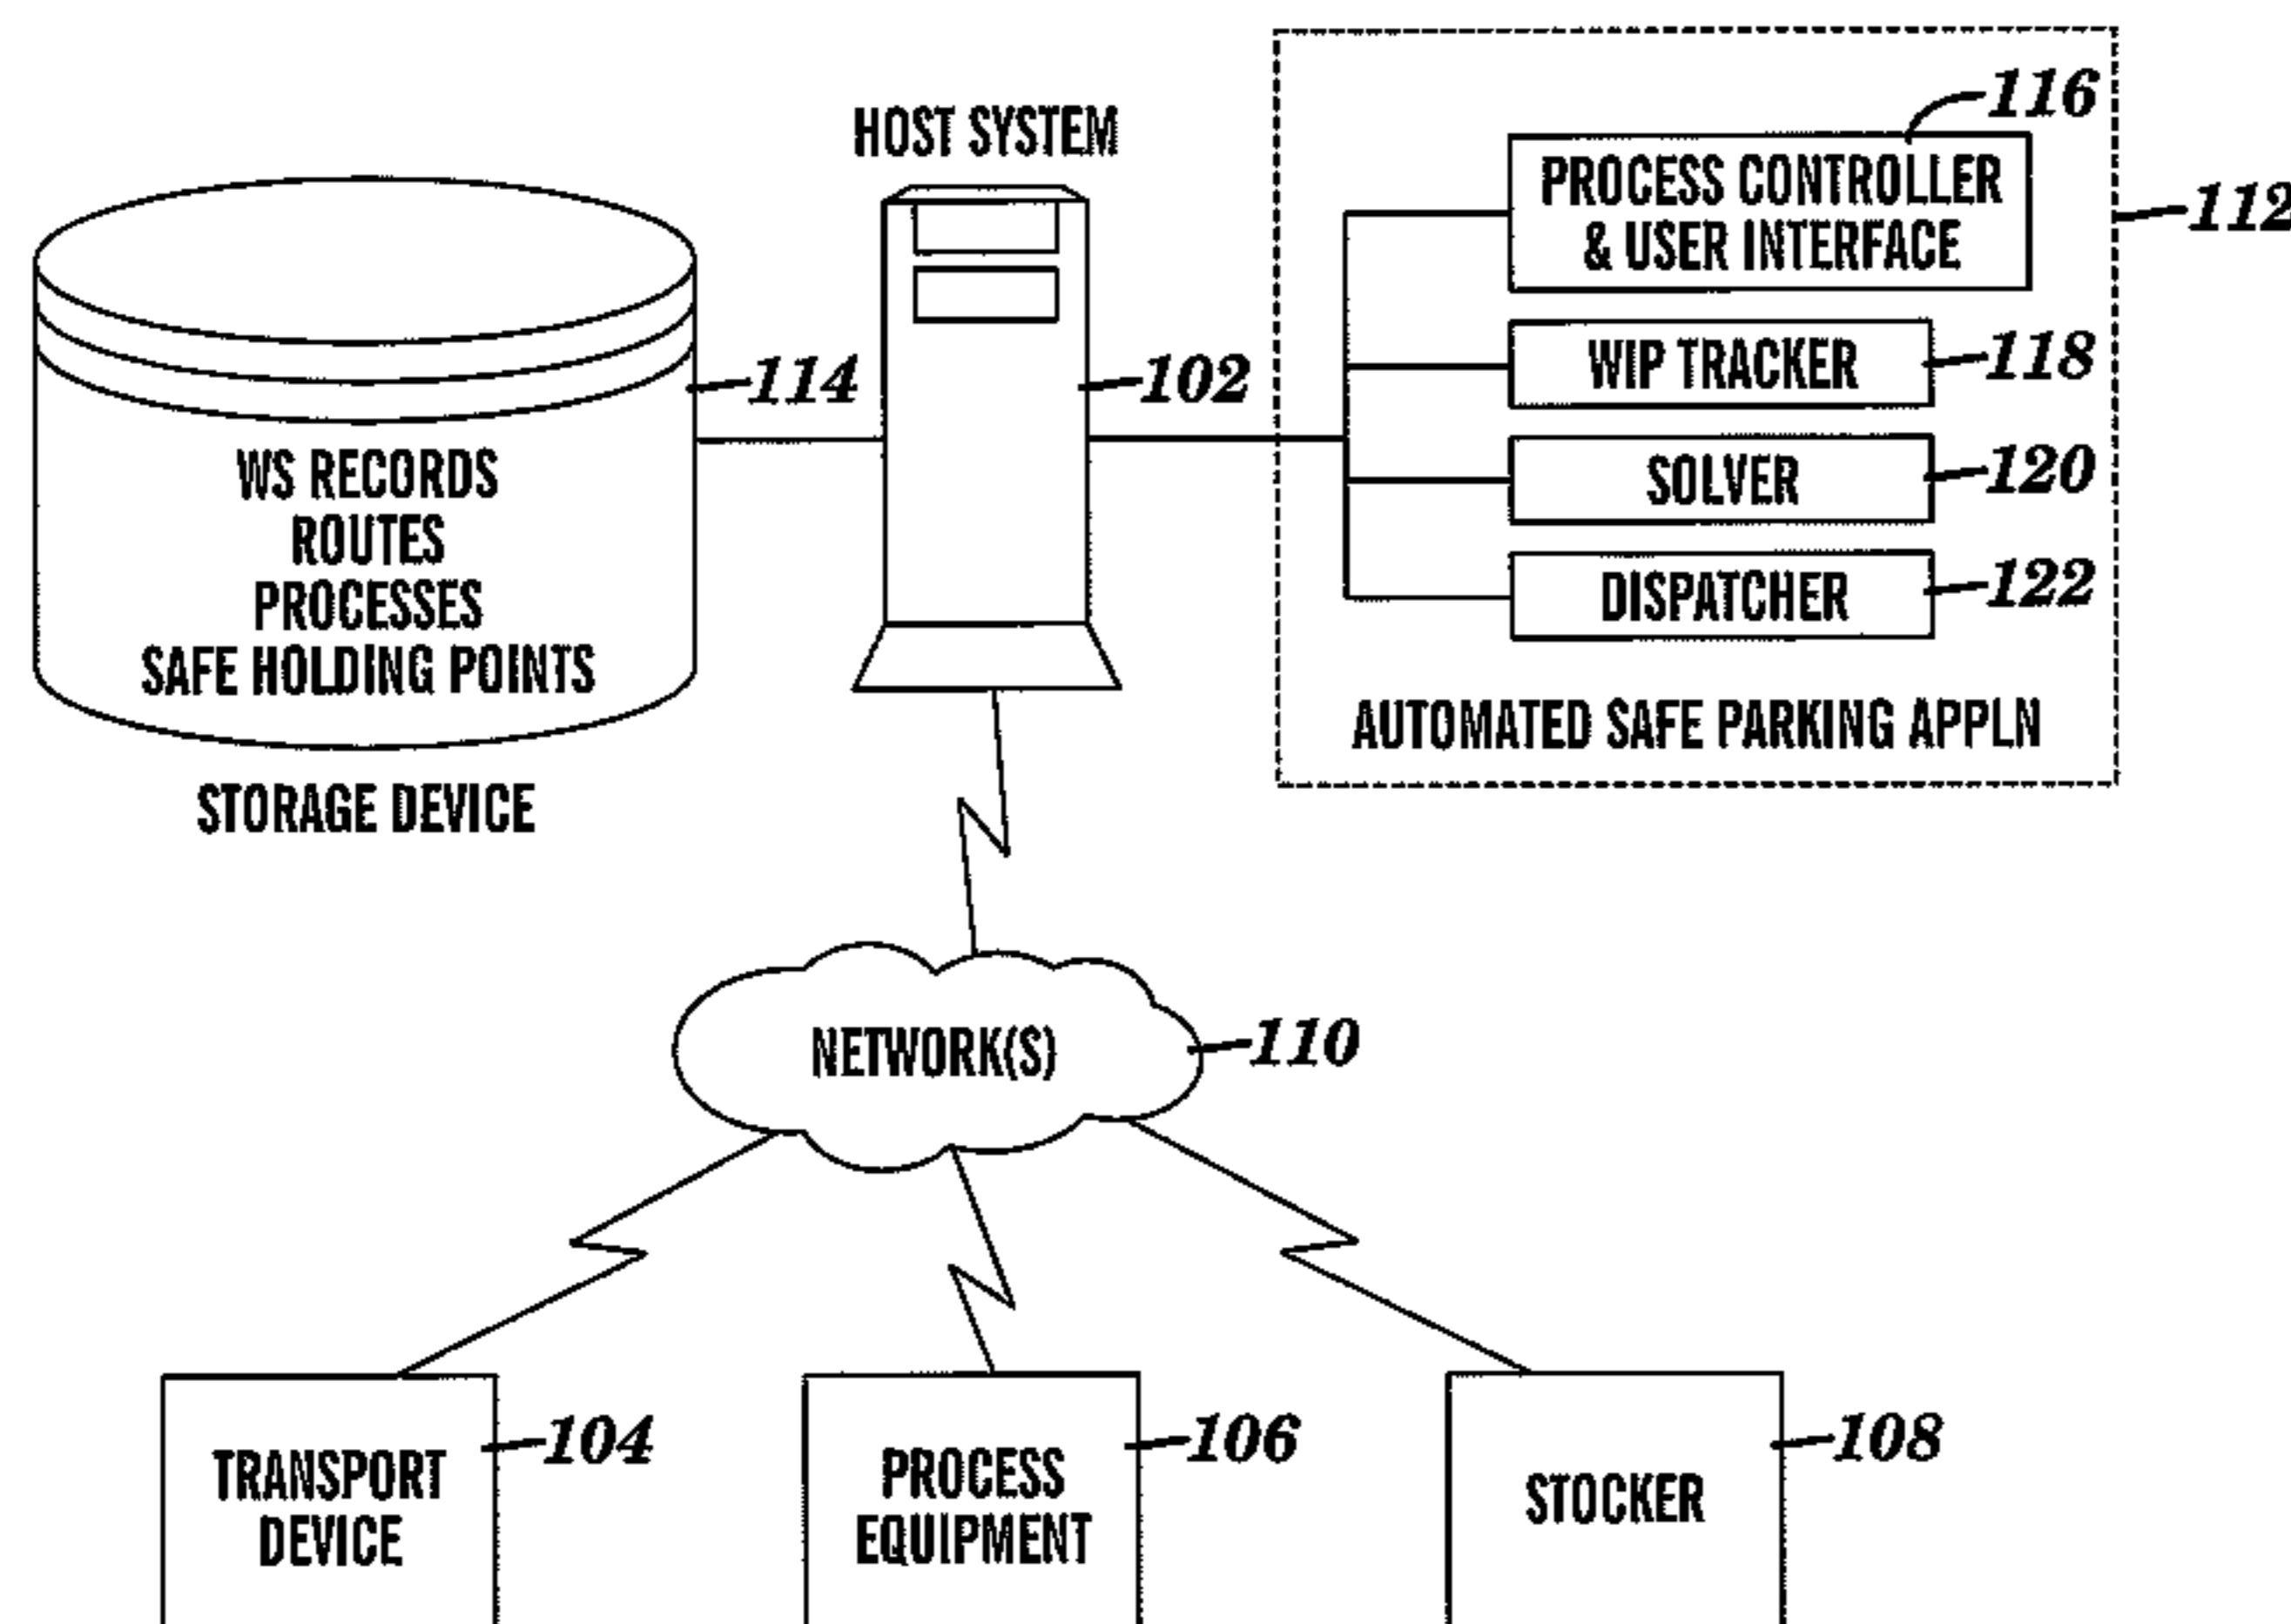 HOST SYSTEM
116
PROCESS CONTROLLER
& USER INTERFACE
112
WIP TRACKER
118
114
102
SOLVER
120
WS RECORDS
ROUTES
PROCESSES
SAFE HOLDING POINTS
DISPATCHER
122
AUTOMATED SAFE PARKING APPLN
STORAGE DEVICE
NETWORK(S)
110
TRANSPORT
DEVICE
104
PROCESS
EQUIPMENT
106
STOCKER
108